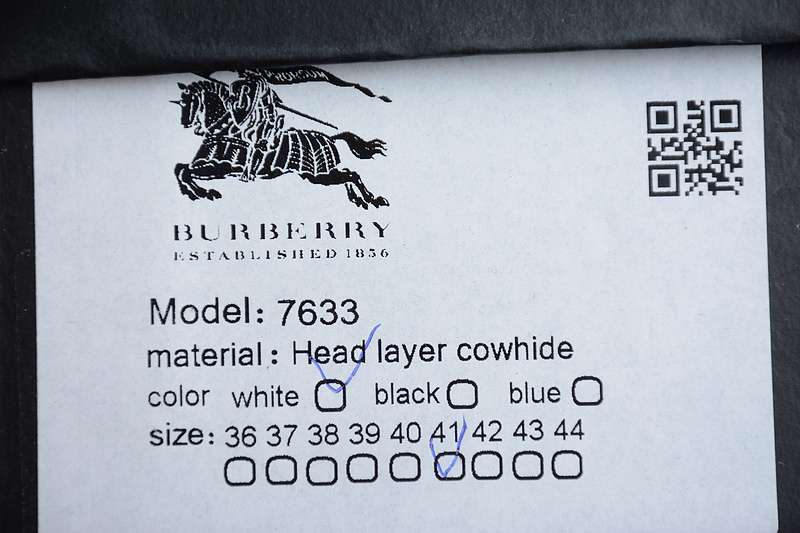 PRORSUM
BURBERRY
ESTABLISHED 1856
Model: 7633
material: Head layer cowhide
color white black blue
size: 36 37 38 39 40 41 42 43 44